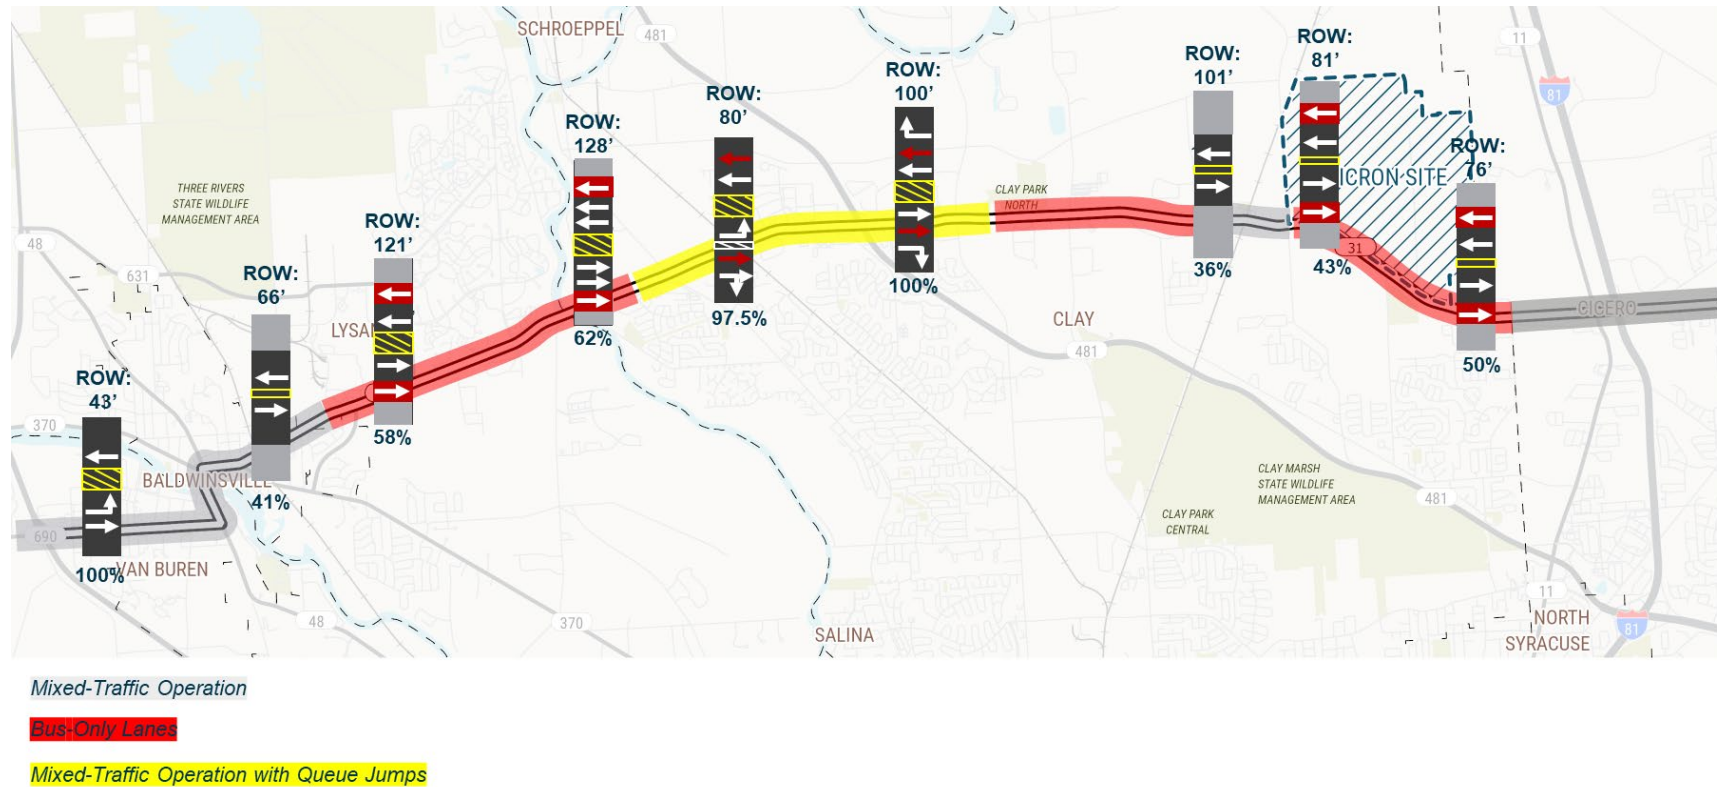 SCHROEPPEL
481
11
ROW:
81’
ROW:
101’
ROW:
100’
ROW:
80’
ROW:
128’
81
ROW:
76’
ICRON SITE
THREE RIVERS
STATE WILDLIFE
MANAGEMENT AREA
CLAY PARK
NORTH
ROW:
121’
48
631
ROW:
66’
31
36%
43%
100%
97.5%
62%
LYSAN
CLAY
CICERO
481
50%
ROW:
43’
370
58%
BALDWINSVILLE
41%
CLAY MARSH
STATE WILDLIFE
MANAGEMENT AREA
481
CLAY PARK
CENTRAL
690
100%
VAN BUREN
48
370
SALINA
11
NORTH
SYRACUSE
81
Mixed-Traffic Operation
Bus-Only Lanes
Mixed-Traffic Operation with Queue Jumps